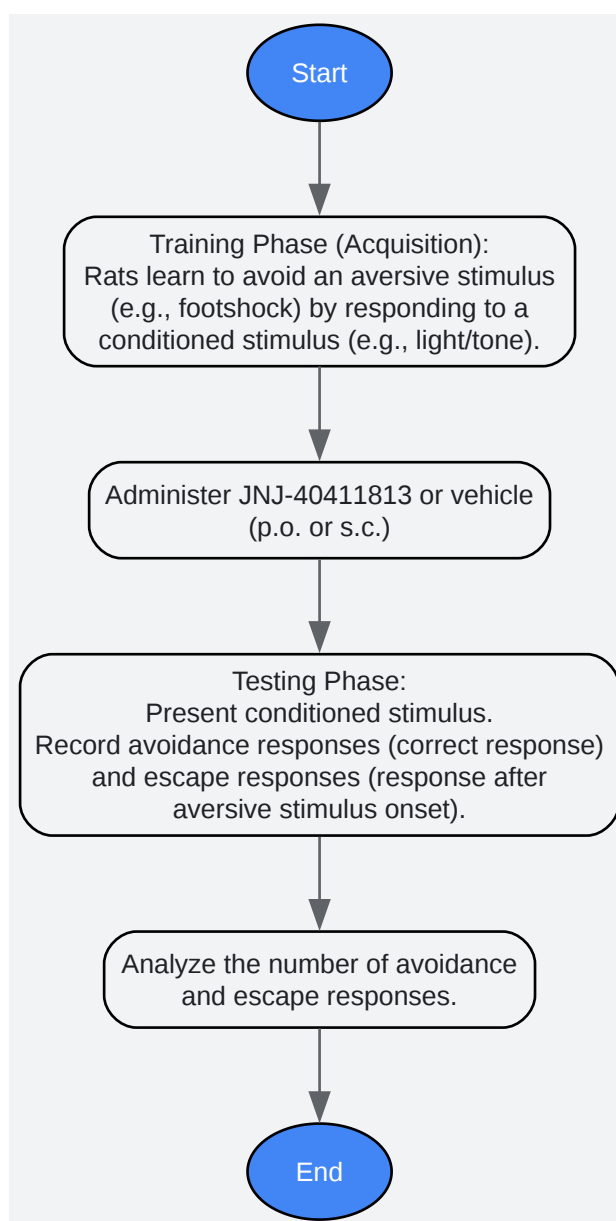 Start
Training Phase (Acquisition):
Rats learn to avoid an aversive stimulus
(e.g., footshock) by responding to a
conditioned stimulus (e.g., light/tone).
Administer JNJ-40411813 or vehicle
(p.o. or s.c.)
Testing Phase:
Present conditioned stimulus.
Record avoidance responses (correct response)
and escape responses (response after
aversive stimulus onset).
Analyze the number of avoidance
and escape responses.
End